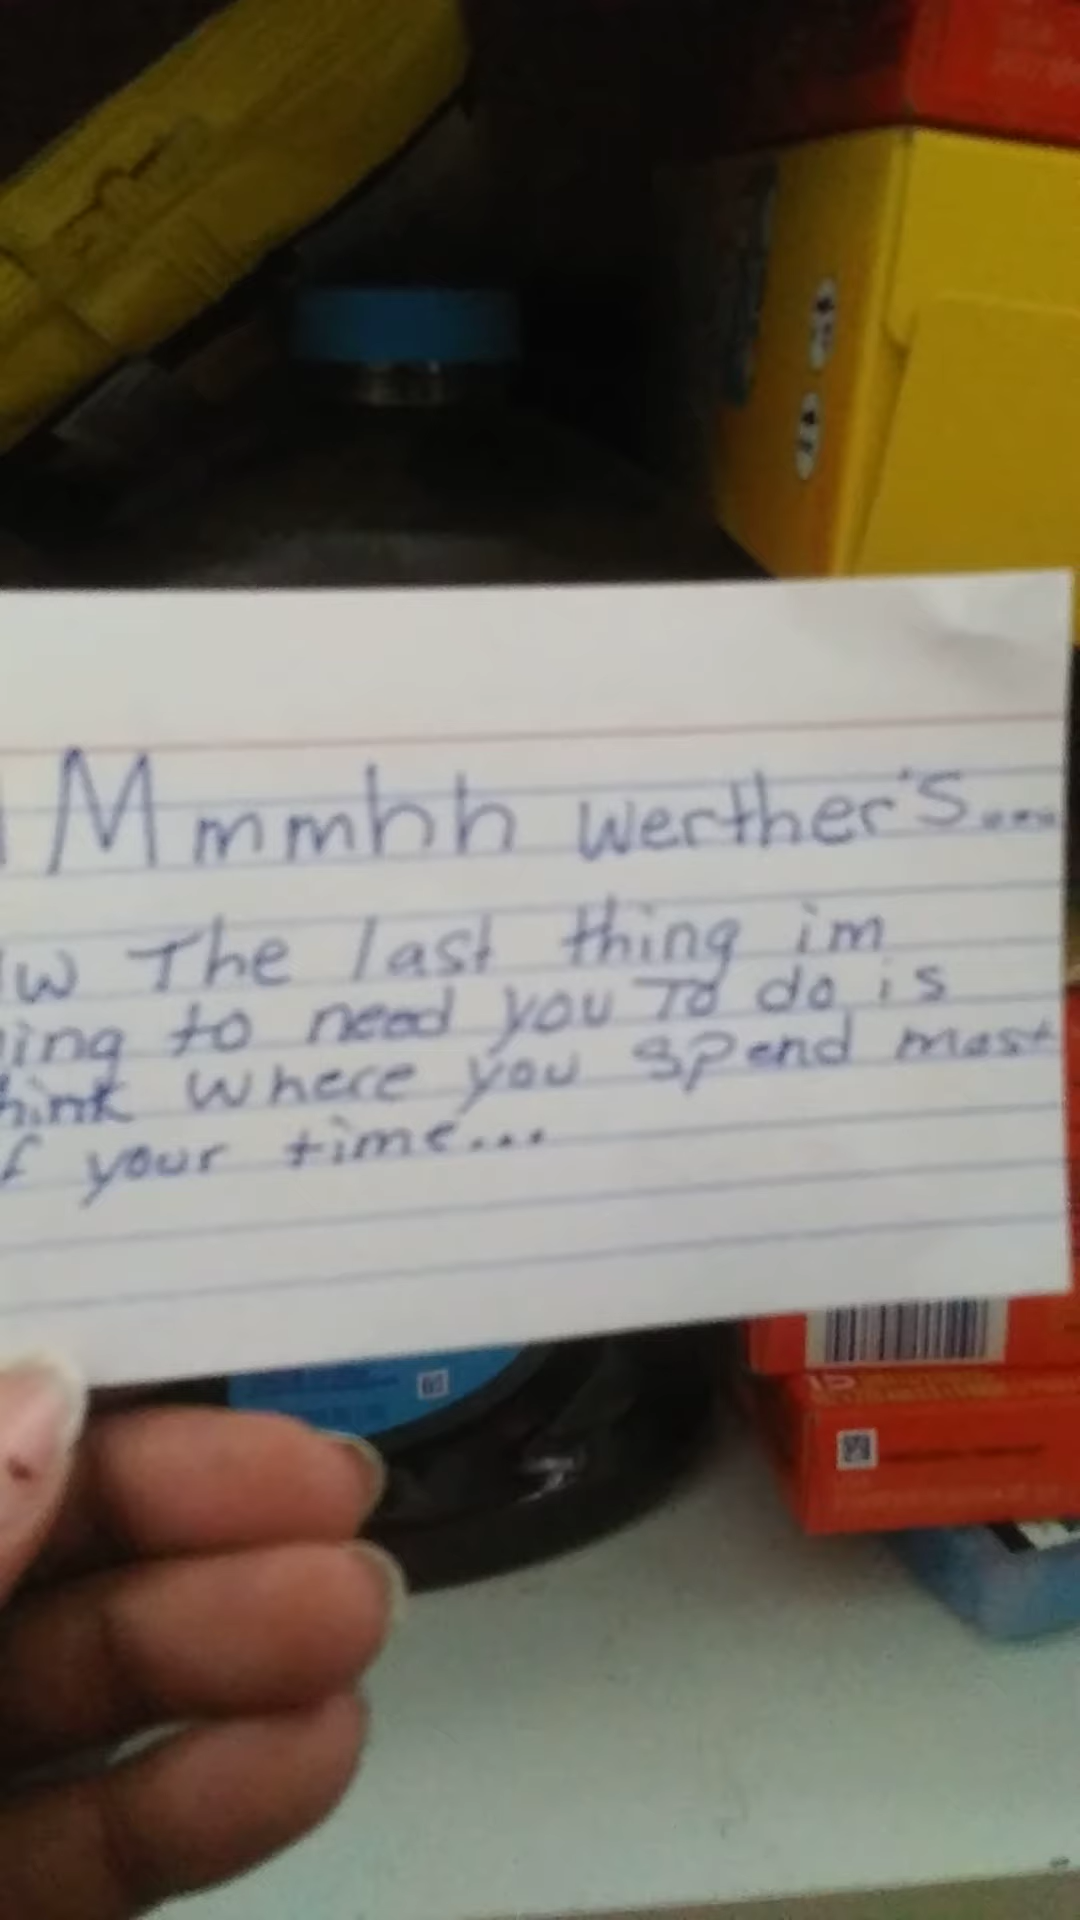 Mmmhh werther's....
w The last thing im
ing to need you To do is
hink where you spend most
f your time...
15